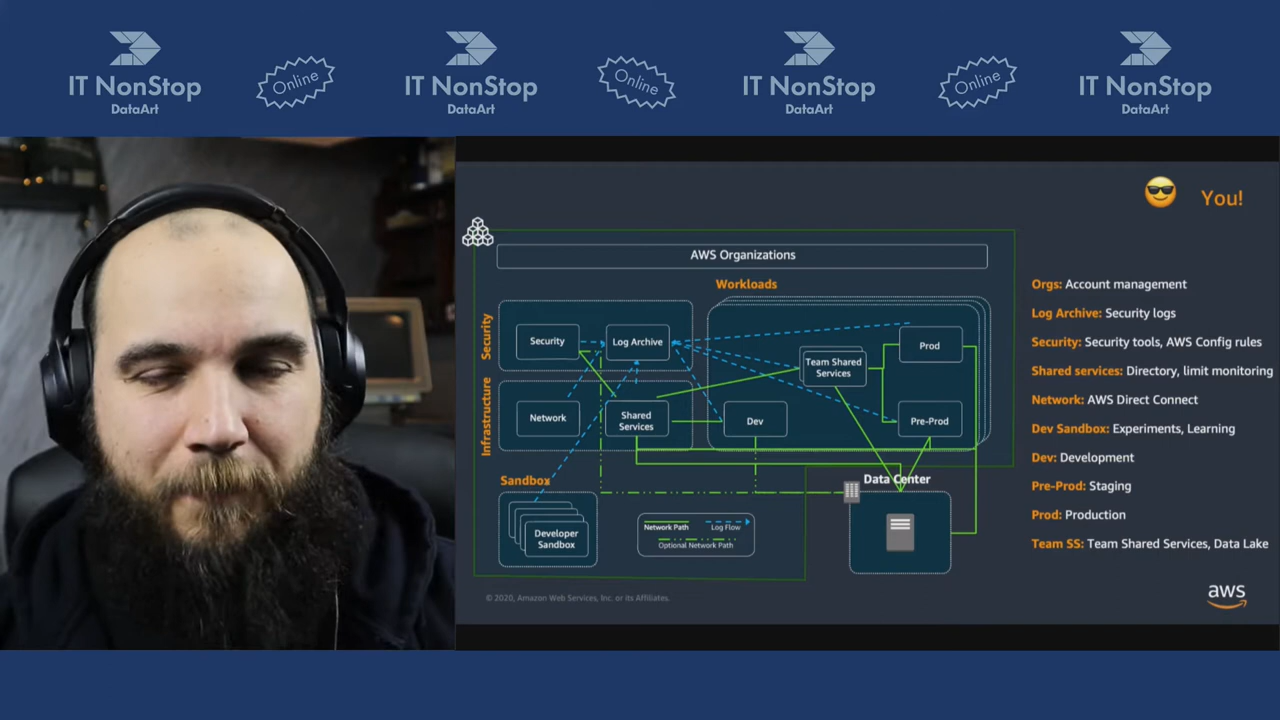 IT NonStop
DataArt
Online
IT NonStop
DataArt
Online
IT NonStop
DataArt
Online
IT NonStop
DataArt
You!
AWS Organizations
Workloads
Security
Security
Log Archive
Prod
Team Shared
Services
Infrastructure
Network
Shared
Services
Dev
Pre-Prod
Sandbox
Data Center
Developer
Sandbox
Network Path
Log Flow
Optional Network Path
Orgs: Account management
Log Archive: Security logs
Security: Security tools, AWS Config rules
Shared services: Directory, limit monitoring
Network: AWS Direct Connect
Dev Sandbox: Experiments, Learning
Dev: Development
Pre-Prod: Staging
Prod: Production
Team SS: Team Shared Services, Data Lake
© 2020, Amazon Web Services, Inc. or its Affiliates.
aws